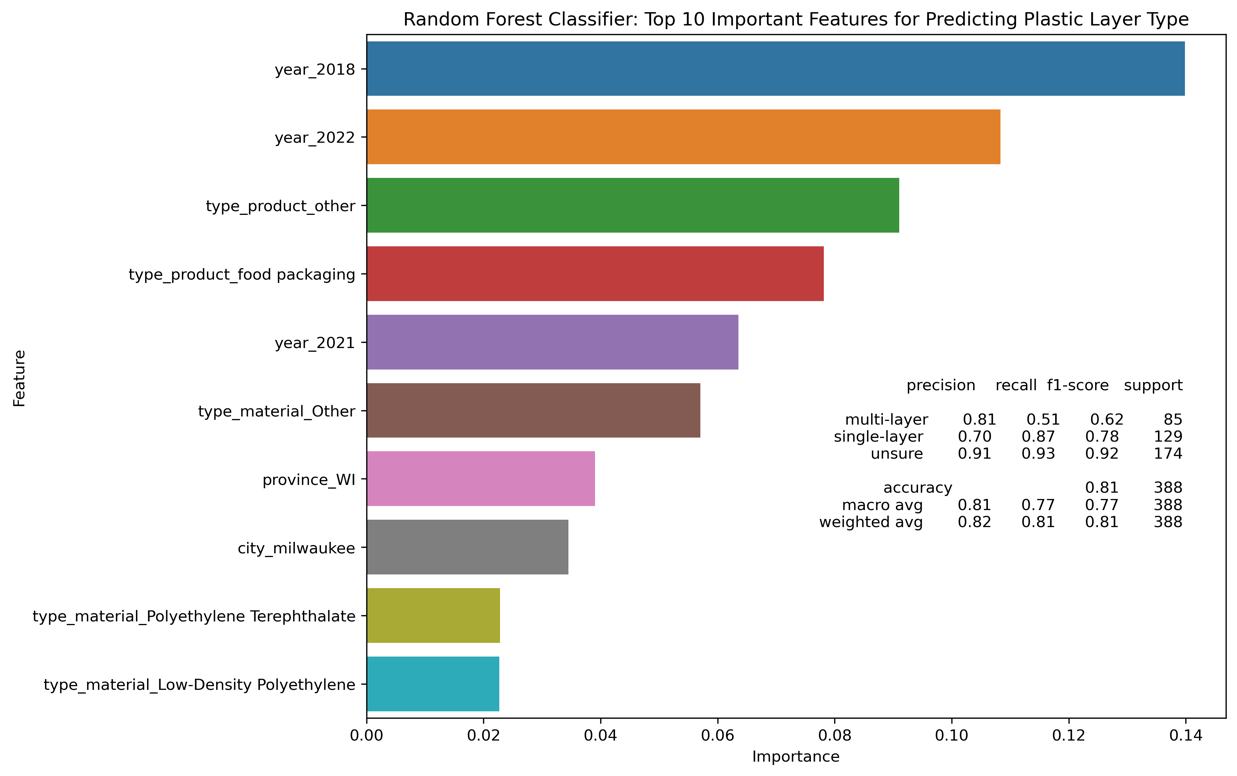 Random Forest Classifier: Top 10 Important Features for Predicting Plastic Layer Type
year_2018
year_2022
type_product_other
type_product_food packaging
year_2021
type_material_Other
province_WI
city_milwaukee
type_material_Polyethylene Terephthalate
type_material_Low-Density Polyethylene
Feature
precision recall f1-score support
multi-layer 0.81 0.51 0.62 85
single-layer 0.70 0.87 0.78 129
unsure 0.91 0.93 0.92 174
accuracy 0.81 388
macro avg 0.81 0.77 0.77 388
weighted avg 0.82 0.81 0.81 388
0.00 0.02 0.04 0.06 0.08 0.10 0.12 0.14
Importance